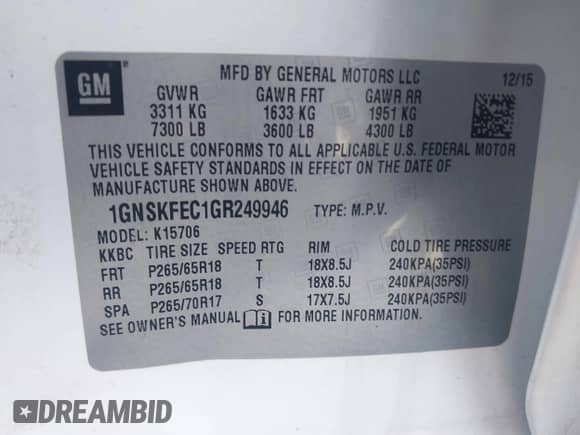 GM
MFD BY GENERAL MOTORS LLC 12/15
GVWR GAWR FRT GAWR RR
3311 KG 1633 KG 1951 KG
7300 LB 3600 LB 4300 LB
THIS VEHICLE CONFORMS TO ALL APPLICABLE U.S. FEDERAL MOTOR
VEHICLE SAFETY STANDARDS IN EFFECT ON THE DATE OF
MANUFACTURE SHOWN ABOVE.
1GNSKFEC1GR249946 TYPE: M.P.V.
MODEL: K15706
KKBC TIRE SIZE SPEED RTG RIM COLD TIRE PRESSURE
FRT P265/65R18 T 18X8.5J 240KPA(35PSI)
RR P265/65R18 T 18X8.5J 240KPA(35PSI)
SPA P265/70R17 S 17X7.5J 240KPA(35PSI)
SEE OWNER'S MANUAL i FOR MORE INFORMATION.
DREAMBID